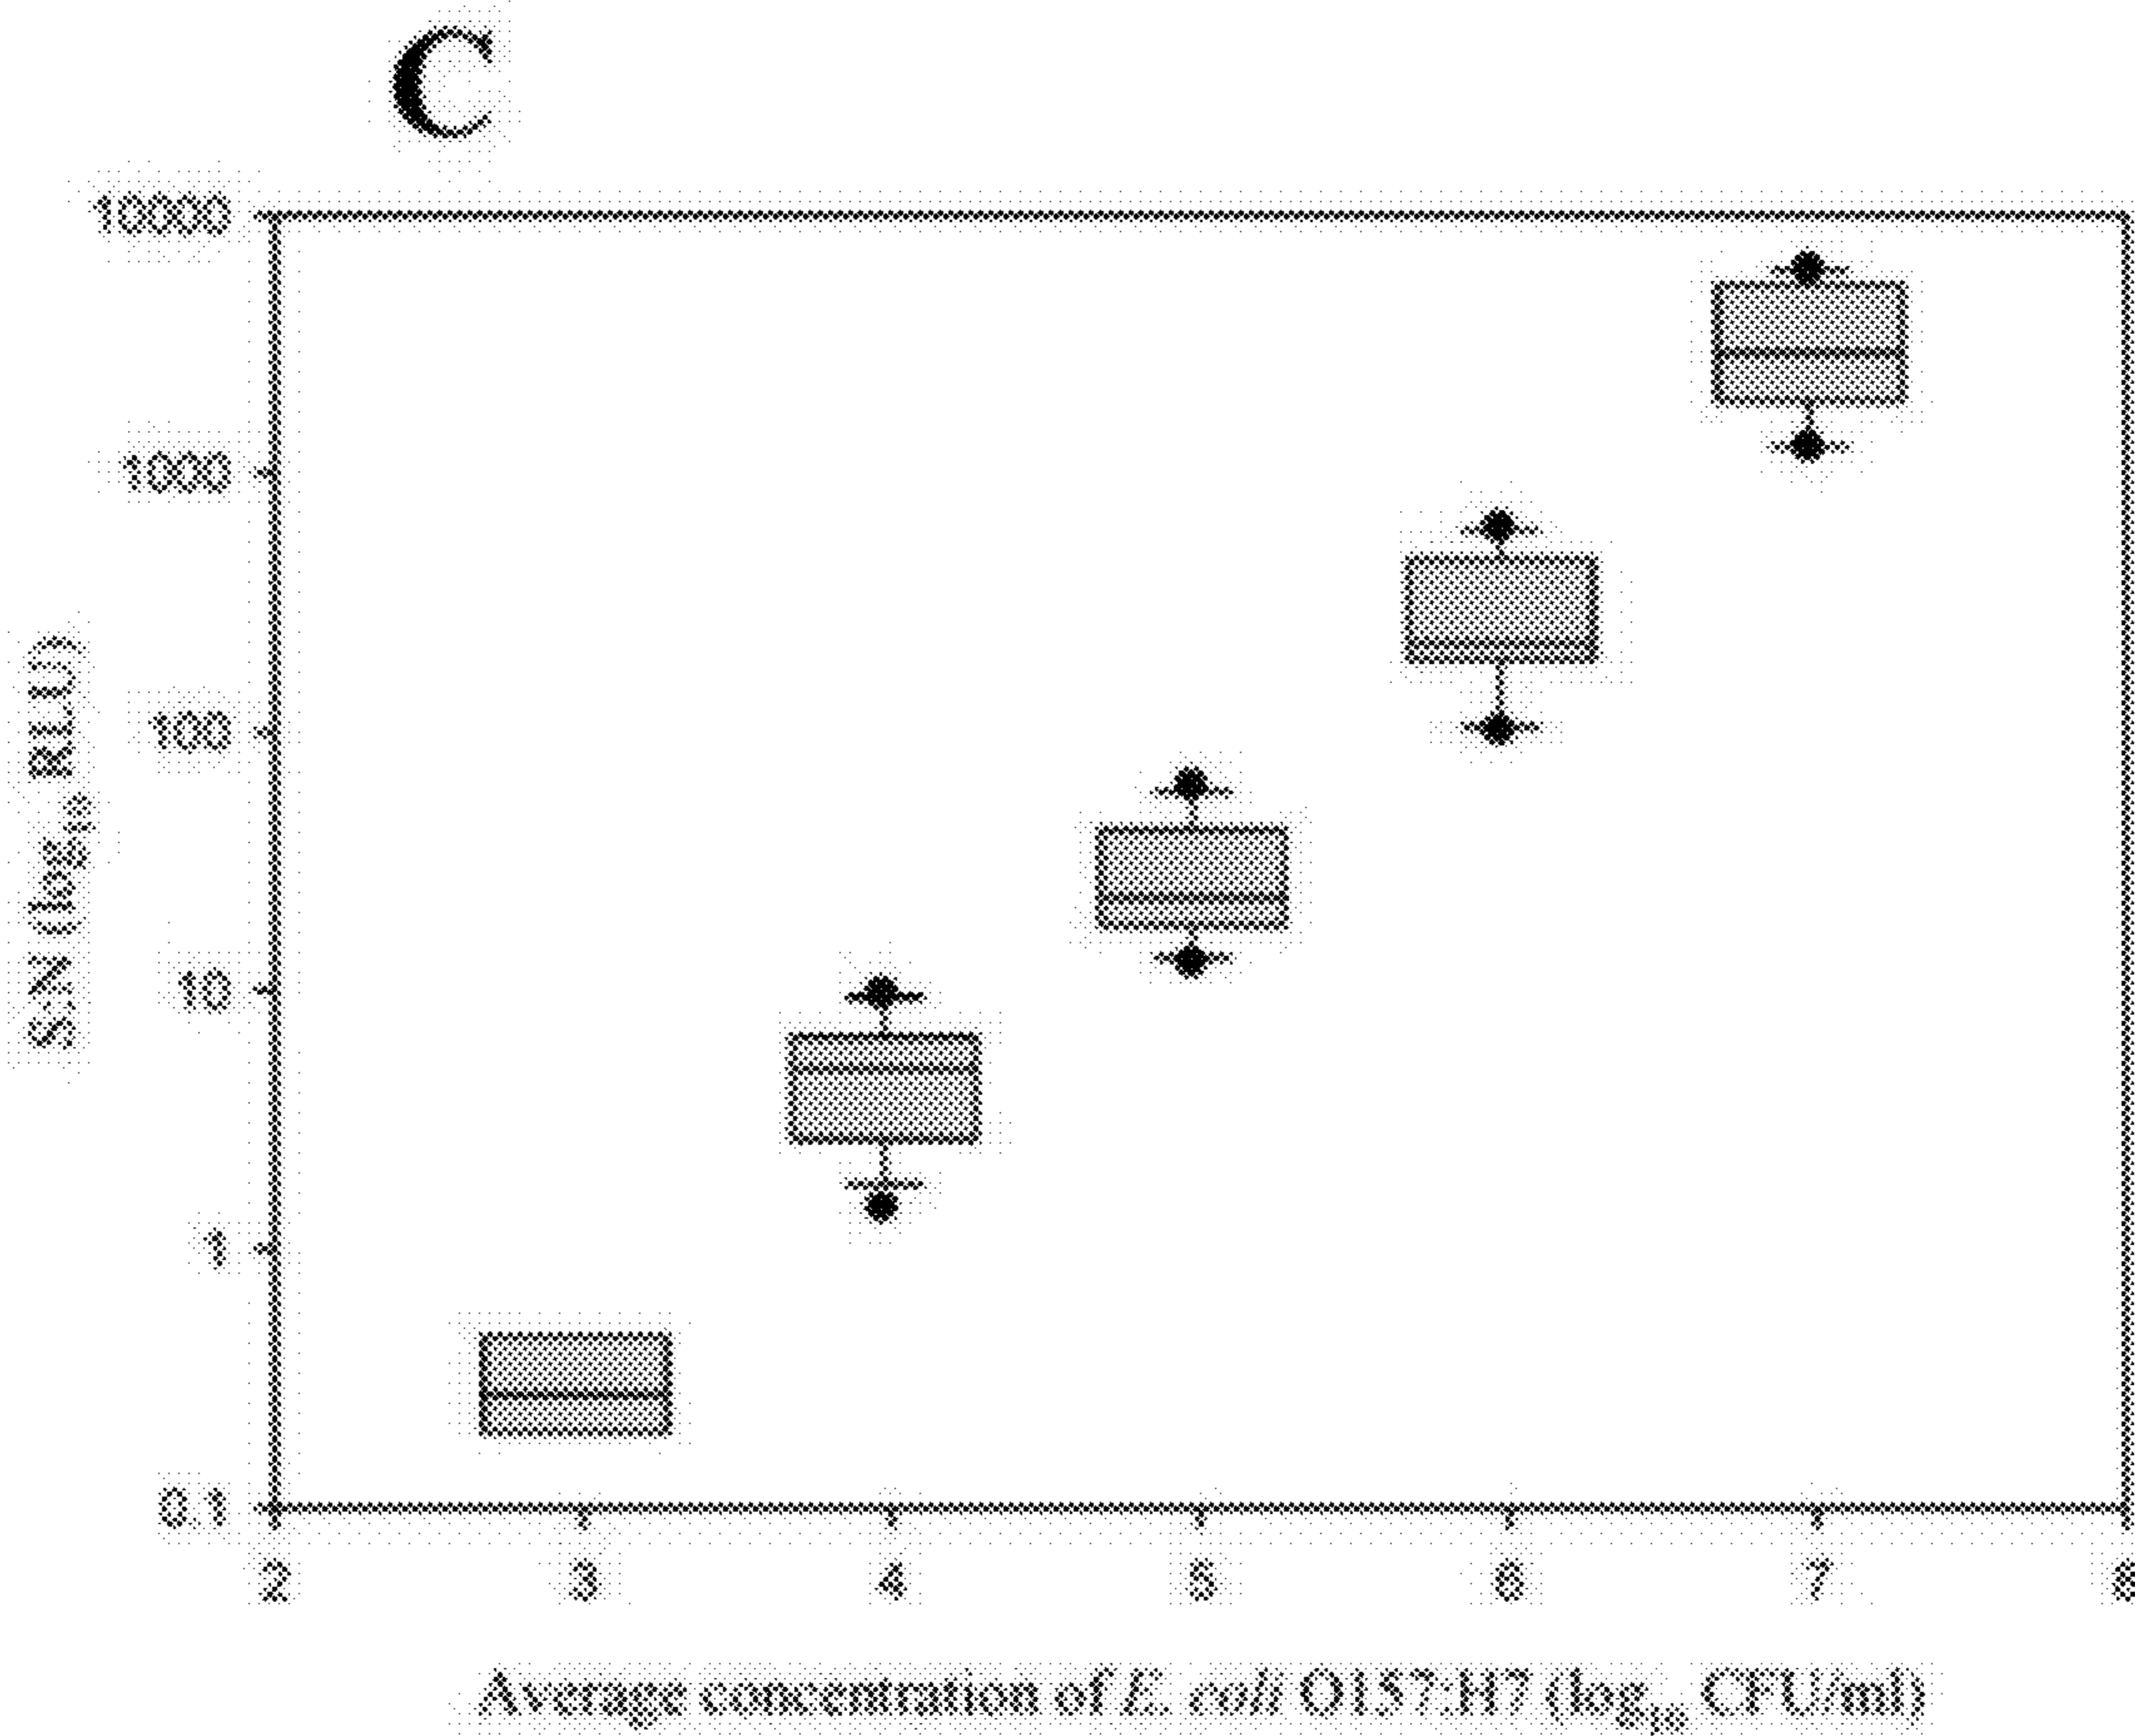 C
10000
1000
100
10
1
0.1
S:N (log10 RLU)
2 3 4 5 6 7 8
Average concentration of E. coli O157:H7 (log10 CFU/ml)